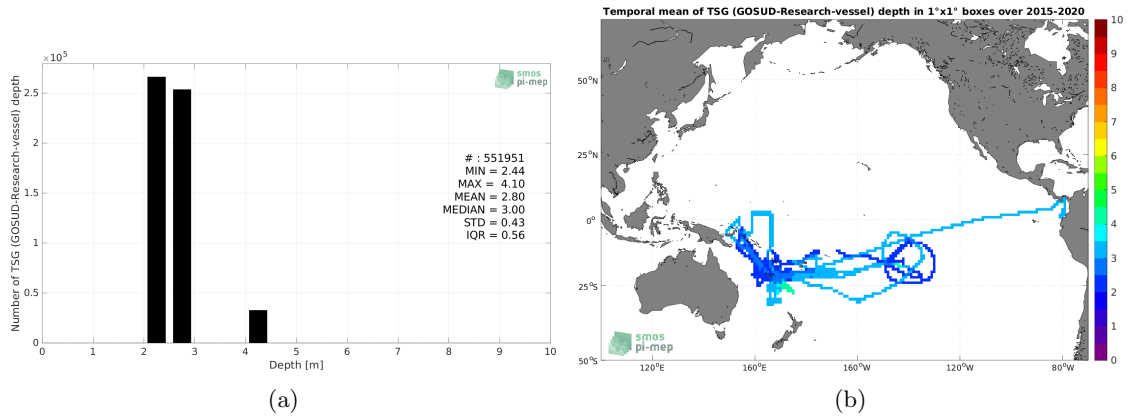 ×10^5
2.5
2
1.5
1
0.5
0
Number of TSG (GOSUD-Research-vessel) depth
smos
pi-mep
# : 551951
MIN = 2.44
MAX = 4.10
MEAN = 2.80
MEDIAN = 3.00
STD = 0.43
IQR = 0.56
0 1 2 3 4 5 6 7 8 9 10
Depth [m]
(a)
Temporal mean of TSG (GOSUD-Research-vessel) depth in 1°x1° boxes over 2015-2020
50°N
25°N
0°
25°S
50°S
smos
pi-mep
120°E 160°E 160°W 120°W 80°W
10
9
8
7
6
5
4
3
2
1
0
(b)